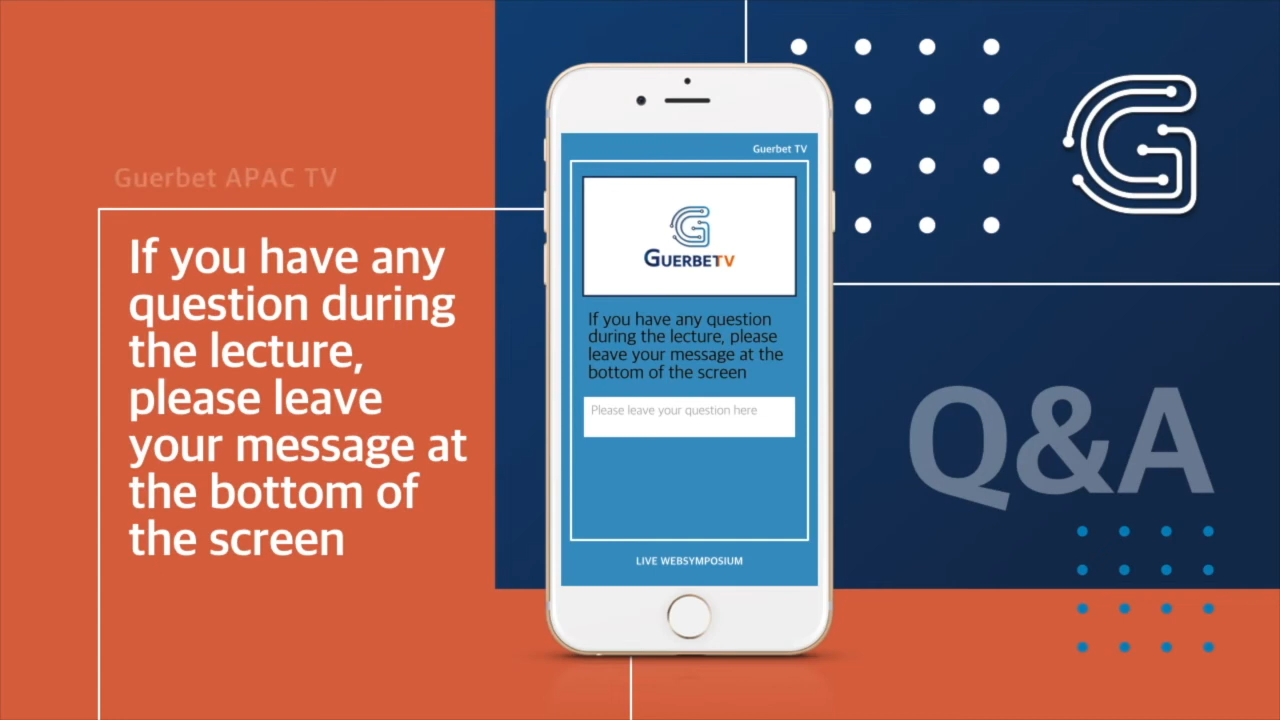 Guerbet APAC TV
If you have any
question during
the lecture,
please leave
your message at
the bottom of
the screen
Guerbet TV
GUERBETTV
If you have any question
during the lecture, please
leave your message at the
bottom of the screen
Please leave your question here
LIVE WEBSYMPOSIUM
Q&A